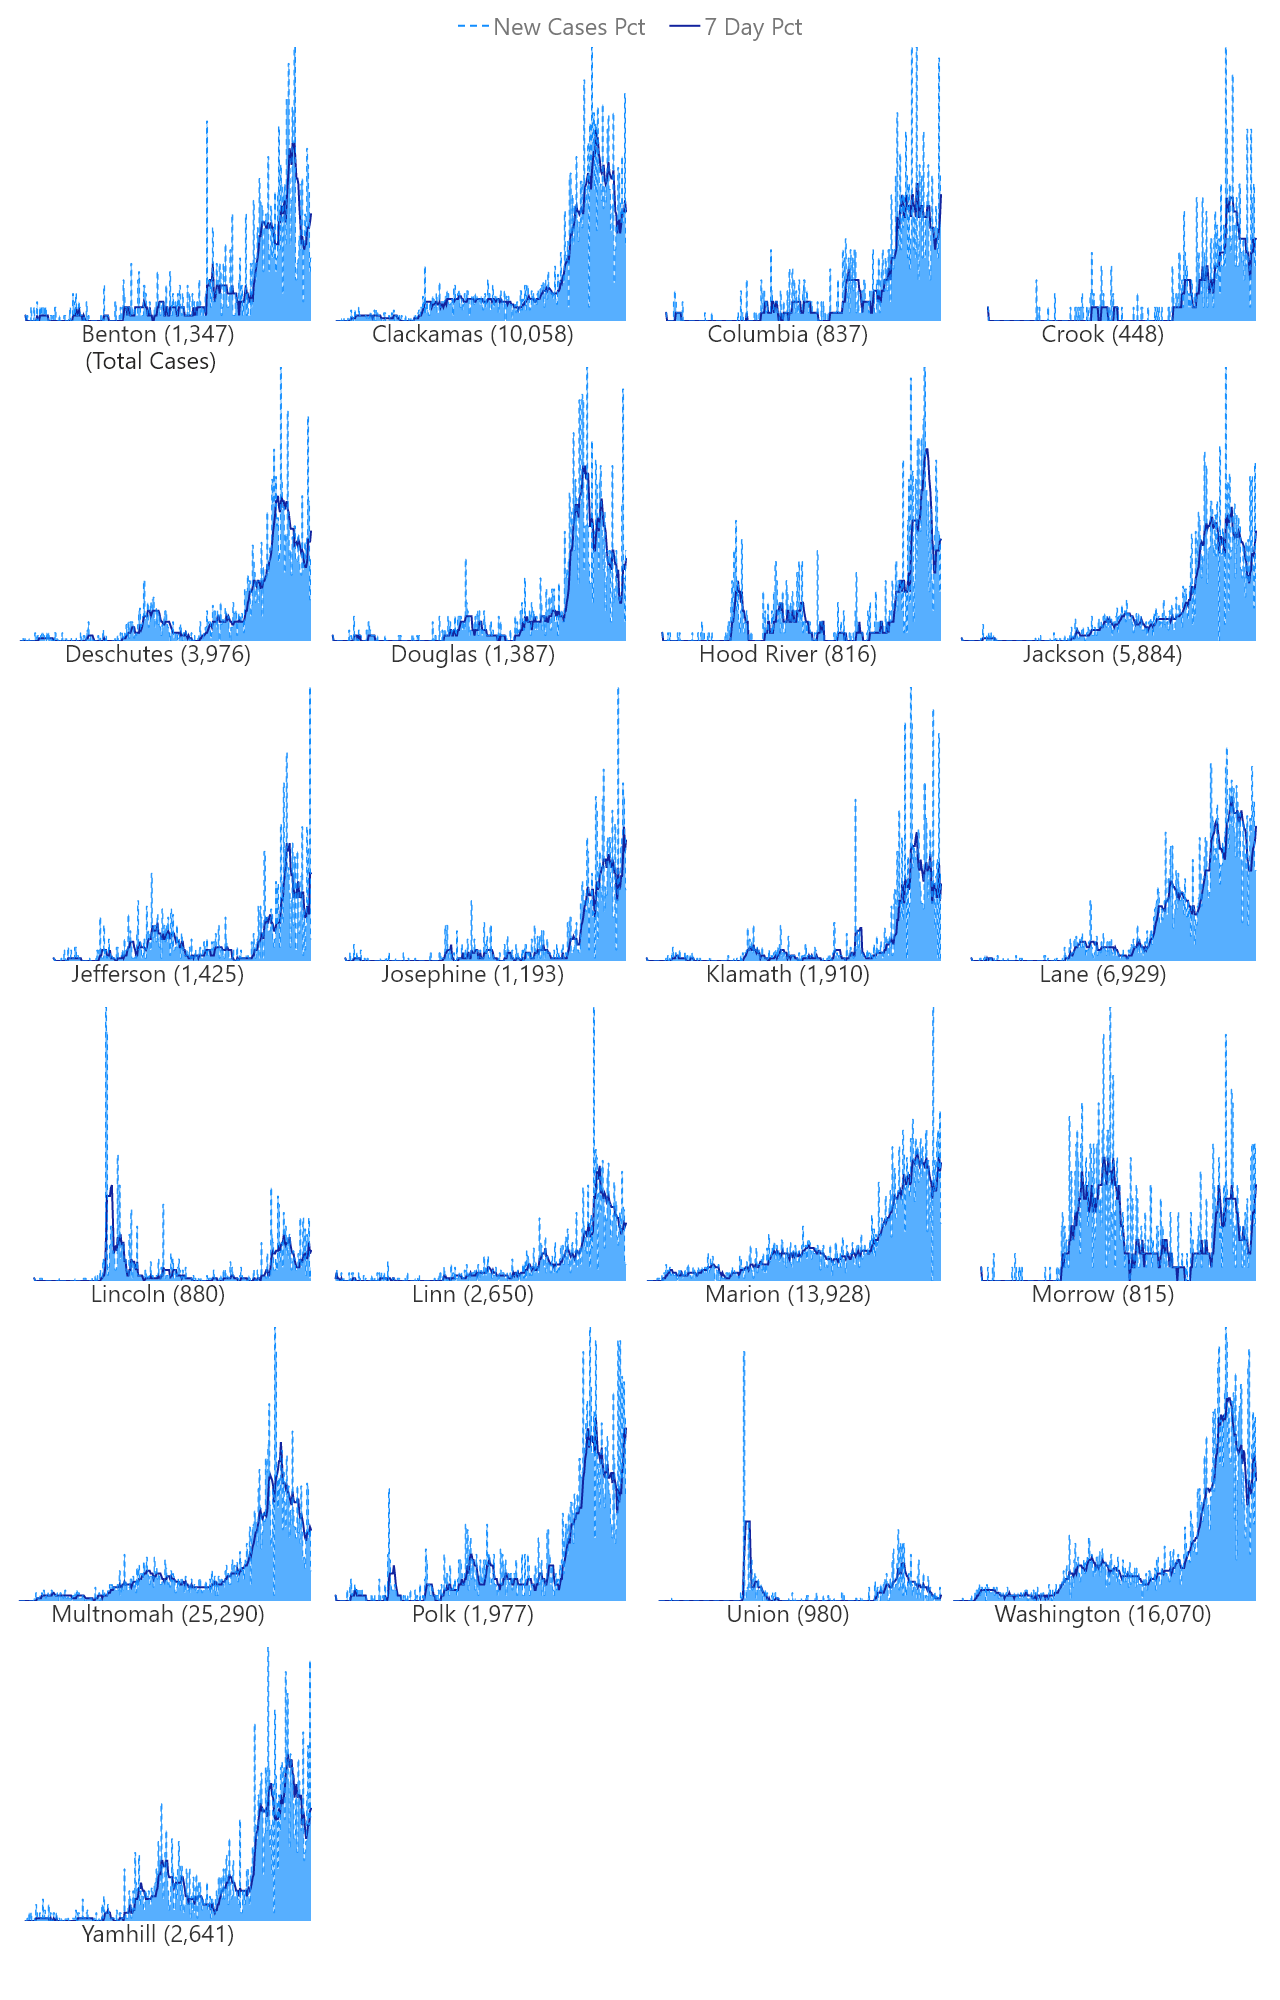 New Cases Pct 7 Day Pct
Benton (1,347) Clackamas (10,058) Columbia (837) Crook (448)
(Total Cases)
Deschutes (3,976) Douglas (1,387) Hood River (816) Jackson (5,884)
Jefferson (1,425) Josephine (1,193) Klamath (1,910) Lane (6,929)
Lincoln (880) Linn (2,650) Marion (13,928) Morrow (815)
Multnomah (25,290) Polk (1,977) Union (980) Washington (16,070)
Yamhill (2,641)